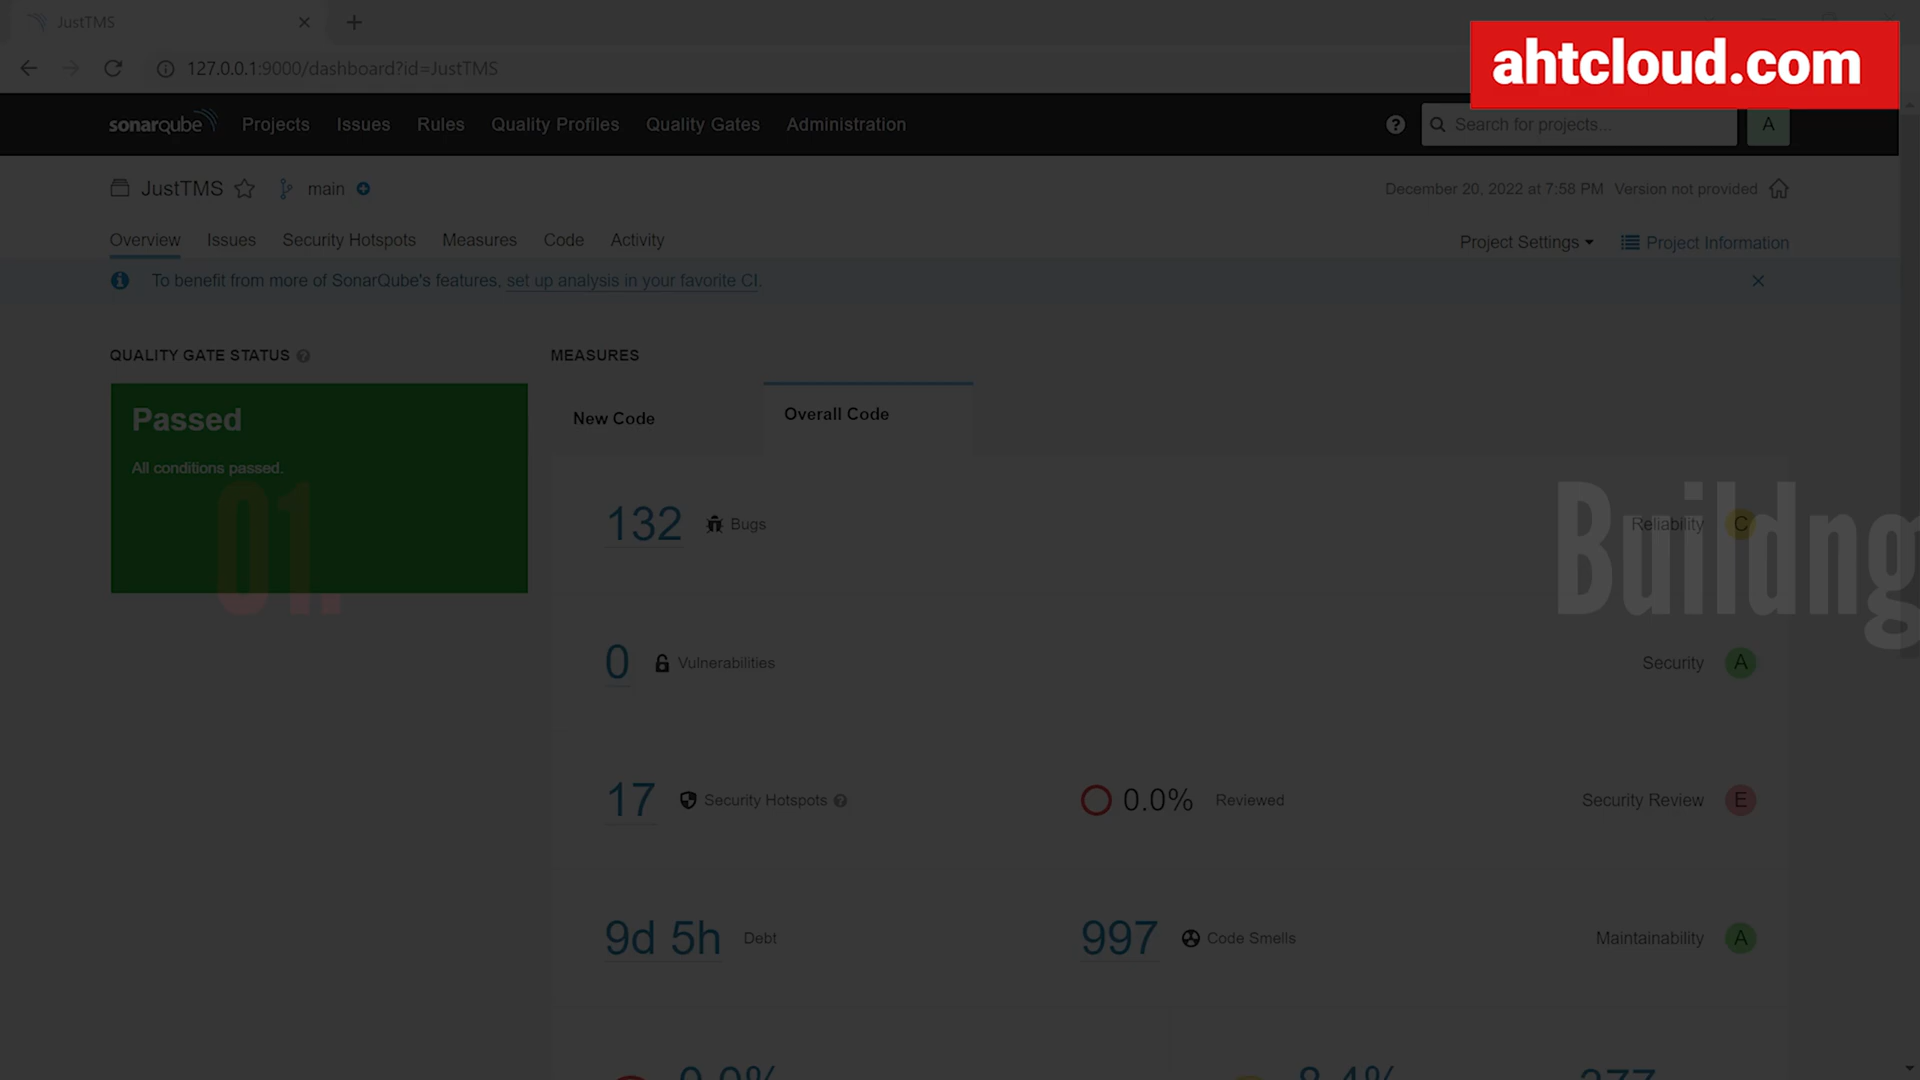 JustTMS
127.0.0.1:9000/dashboard?id=JustTMS
ahtcloud.com
sonarqube Projects Issues Rules Quality Profiles Quality Gates Administration
? Search for projects... A
JustTMS main
December 20, 2022 at 7:58 PM Version not provided
Overview Issues Security Hotspots Measures Code Activity
Project Settings Project Information
To benefit from more of SonarQube's features, set up analysis in your favorite CI.
QUALITY GATE STATUS ?
MEASURES
Passed
All conditions passed.
New Code
Overall Code
01.
Buildng
132 Bugs
Reliability C
0 Vulnerabilities
Security A
17 Security Hotspots ?
0.0% Reviewed
Security Review E
9d 5h Debt
997 Code Smells
Maintainability A
0.0%
8.4%
377